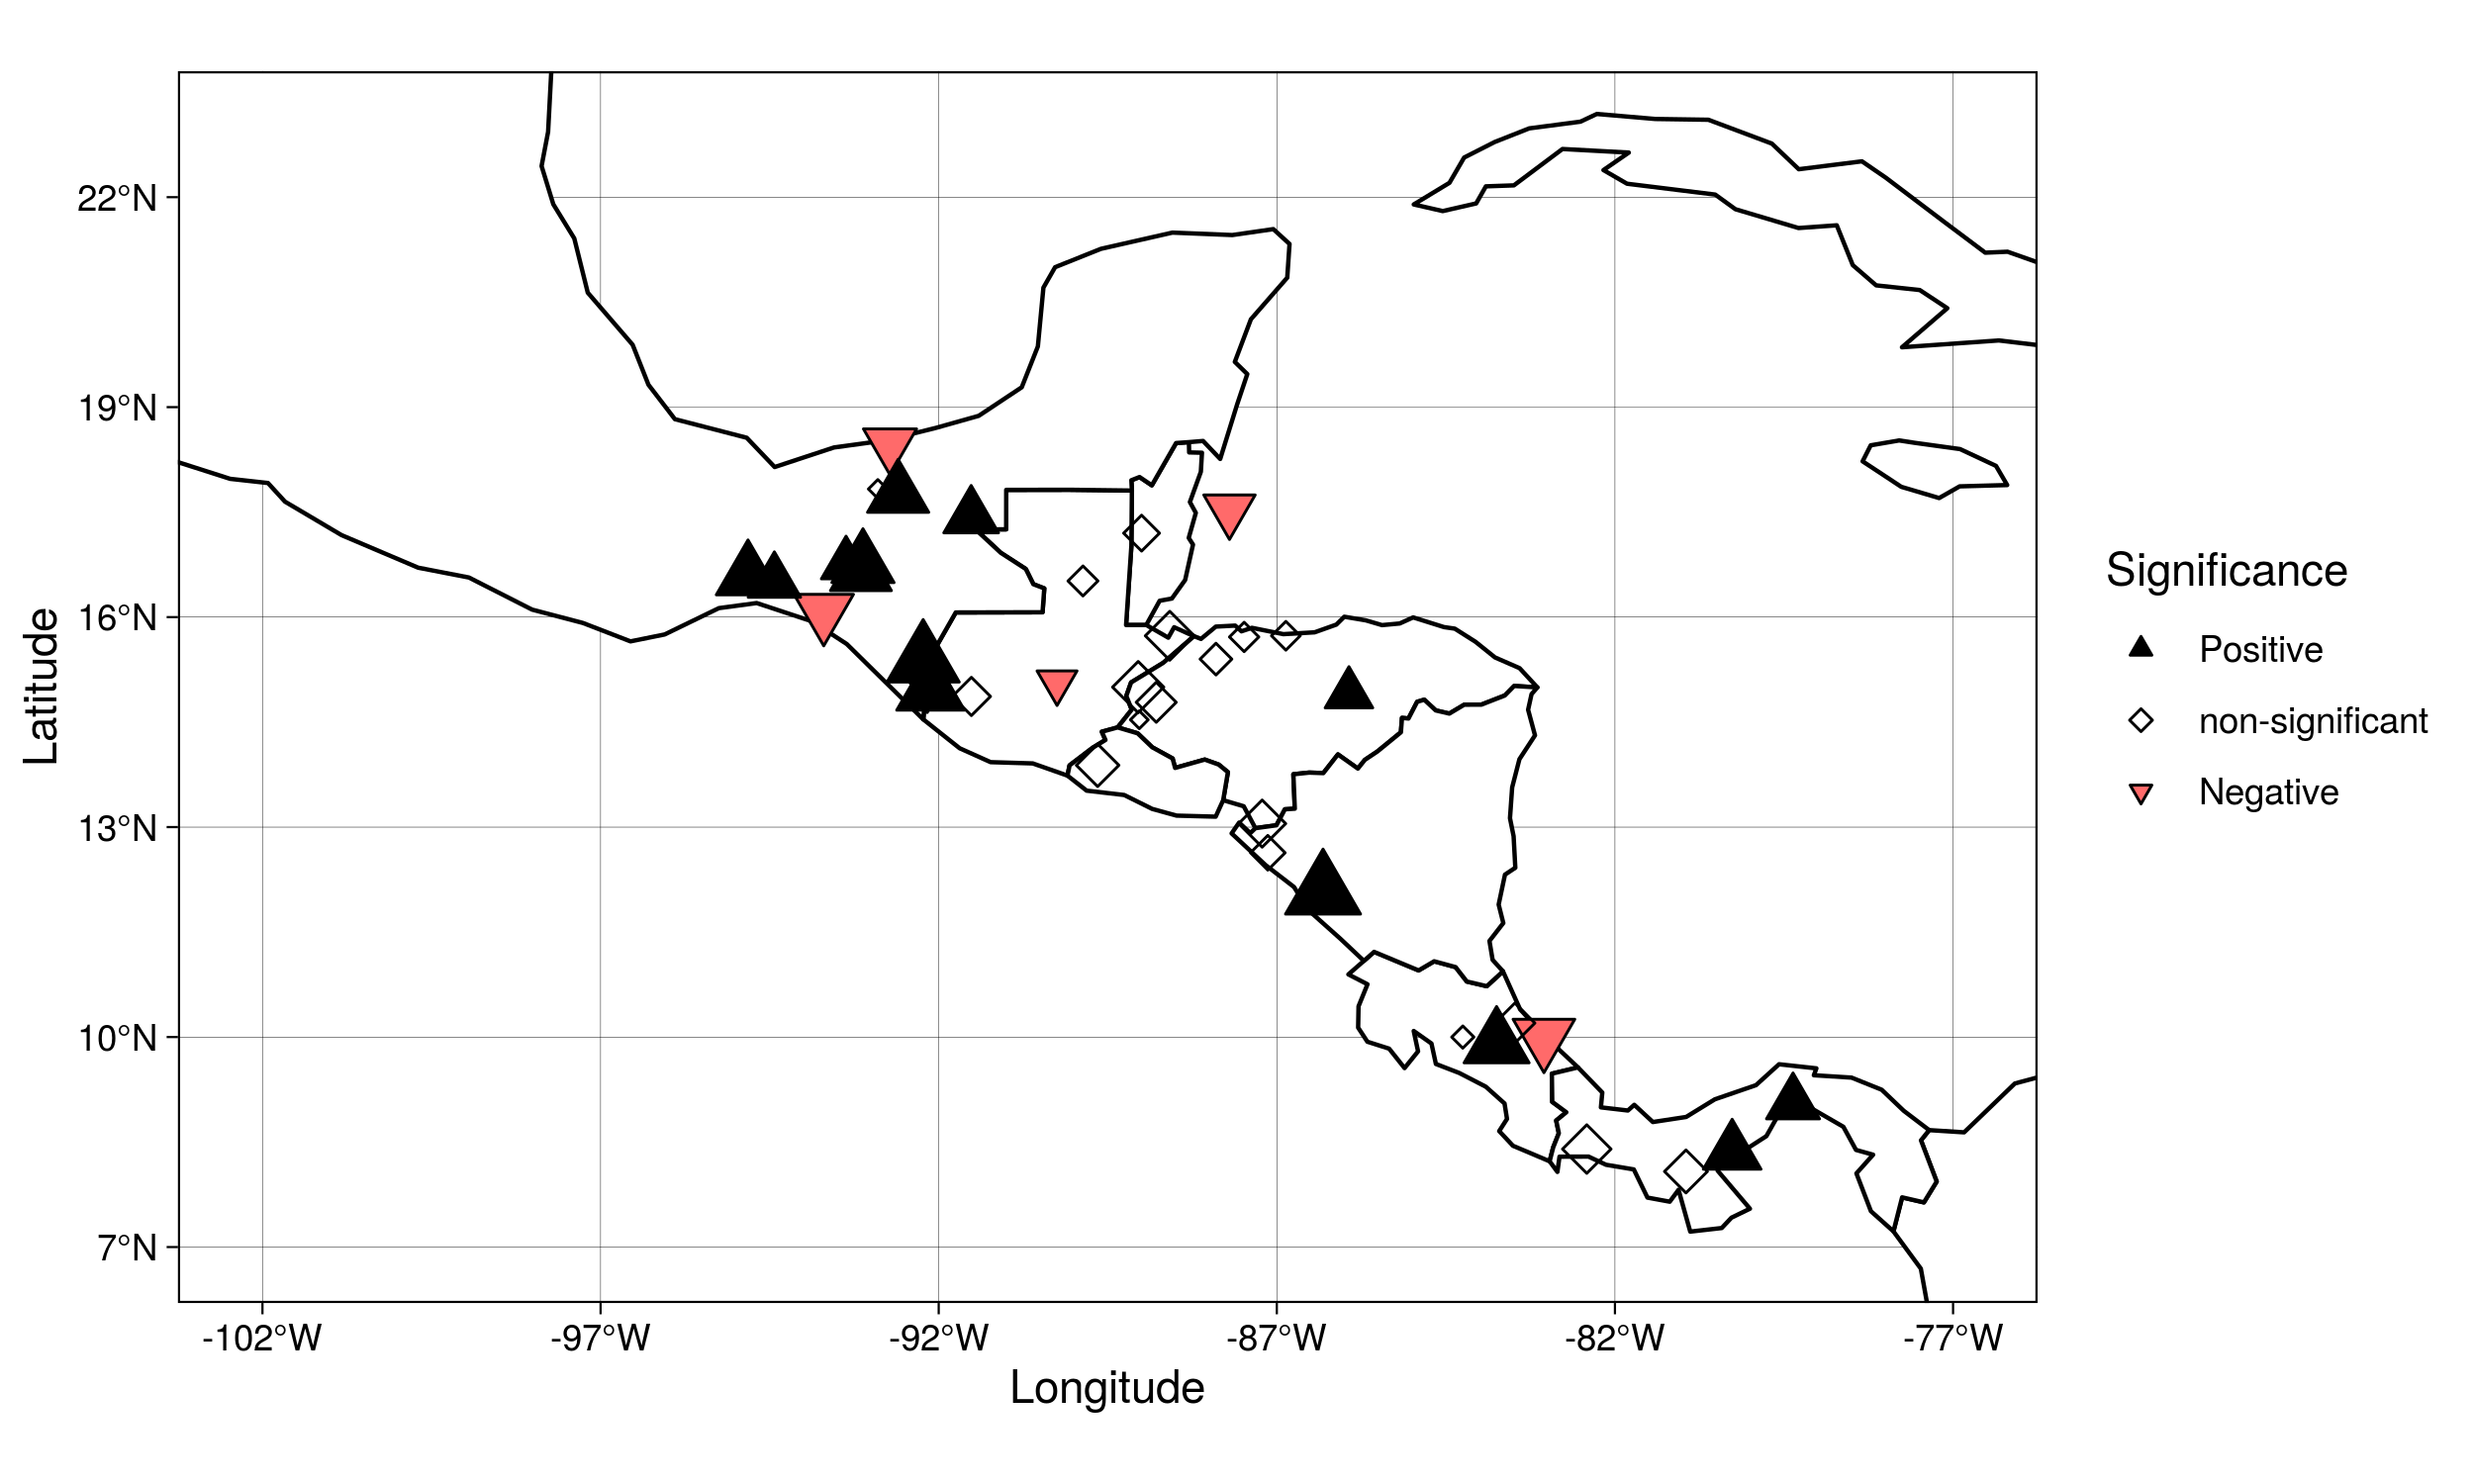 22°N
19°N
16°N
13°N
10°N
7°N
Latitude
-102°W
-97°W
-92°W
-87°W
-82°W
-77°W
Longitude
Significance
Positive
non-significant
Negative